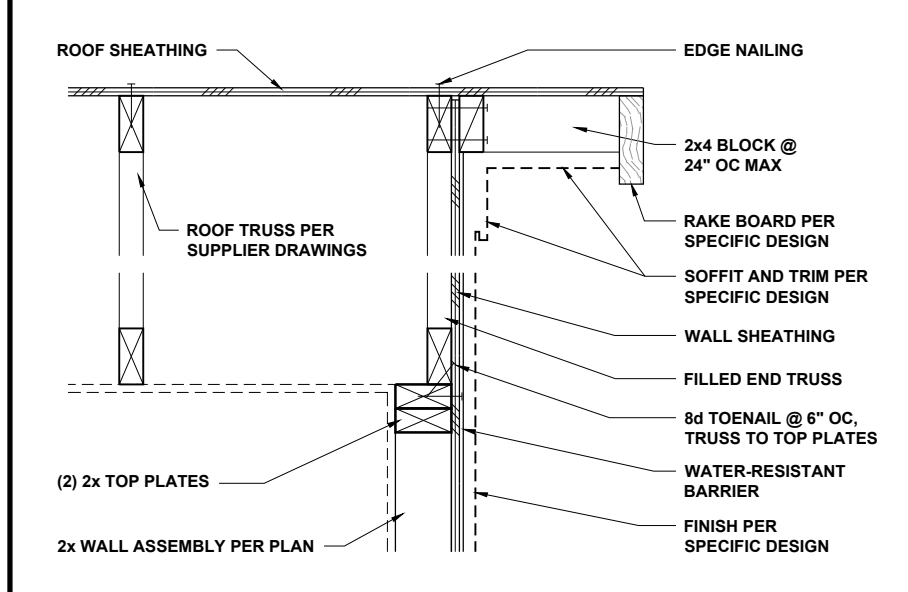 ROOF SHEATHING
EDGE NAILING
2x4 BLOCK @
24" OC MAX
ROOF TRUSS PER
SUPPLIER DRAWINGS
RAKE BOARD PER
SPECIFIC DESIGN
SOFFIT AND TRIM PER
SPECIFIC DESIGN
WALL SHEATHING
FILLED END TRUSS
8d TOENAIL @ 6" OC,
TRUSS TO TOP PLATES
(2) 2x TOP PLATES
WATER-RESISTANT
BARRIER
2x WALL ASSEMBLY PER PLAN
FINISH PER
SPECIFIC DESIGN